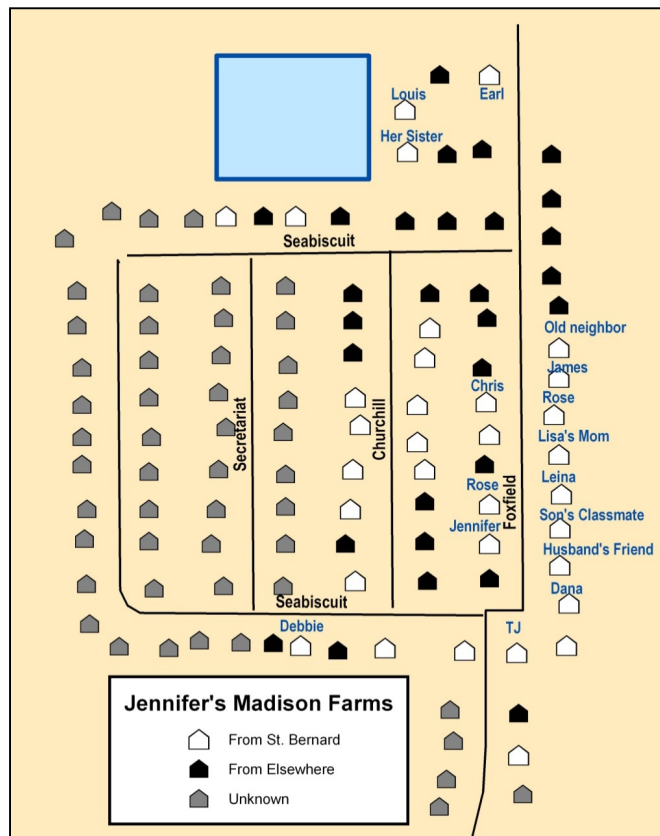 Louis
Earl
Her Sister
Seabiscuit
Old neighbor
James
Chris
Rose
Secretariat
Churchill
Lisa's Mom
Rose
Leina
Foxfield
Jennifer
Son's Classmate
Husband's Friend
Seabiscuit
Dana
Debbie
TJ
Jennifer's Madison Farms
From St. Bernard
From Elsewhere
Unknown